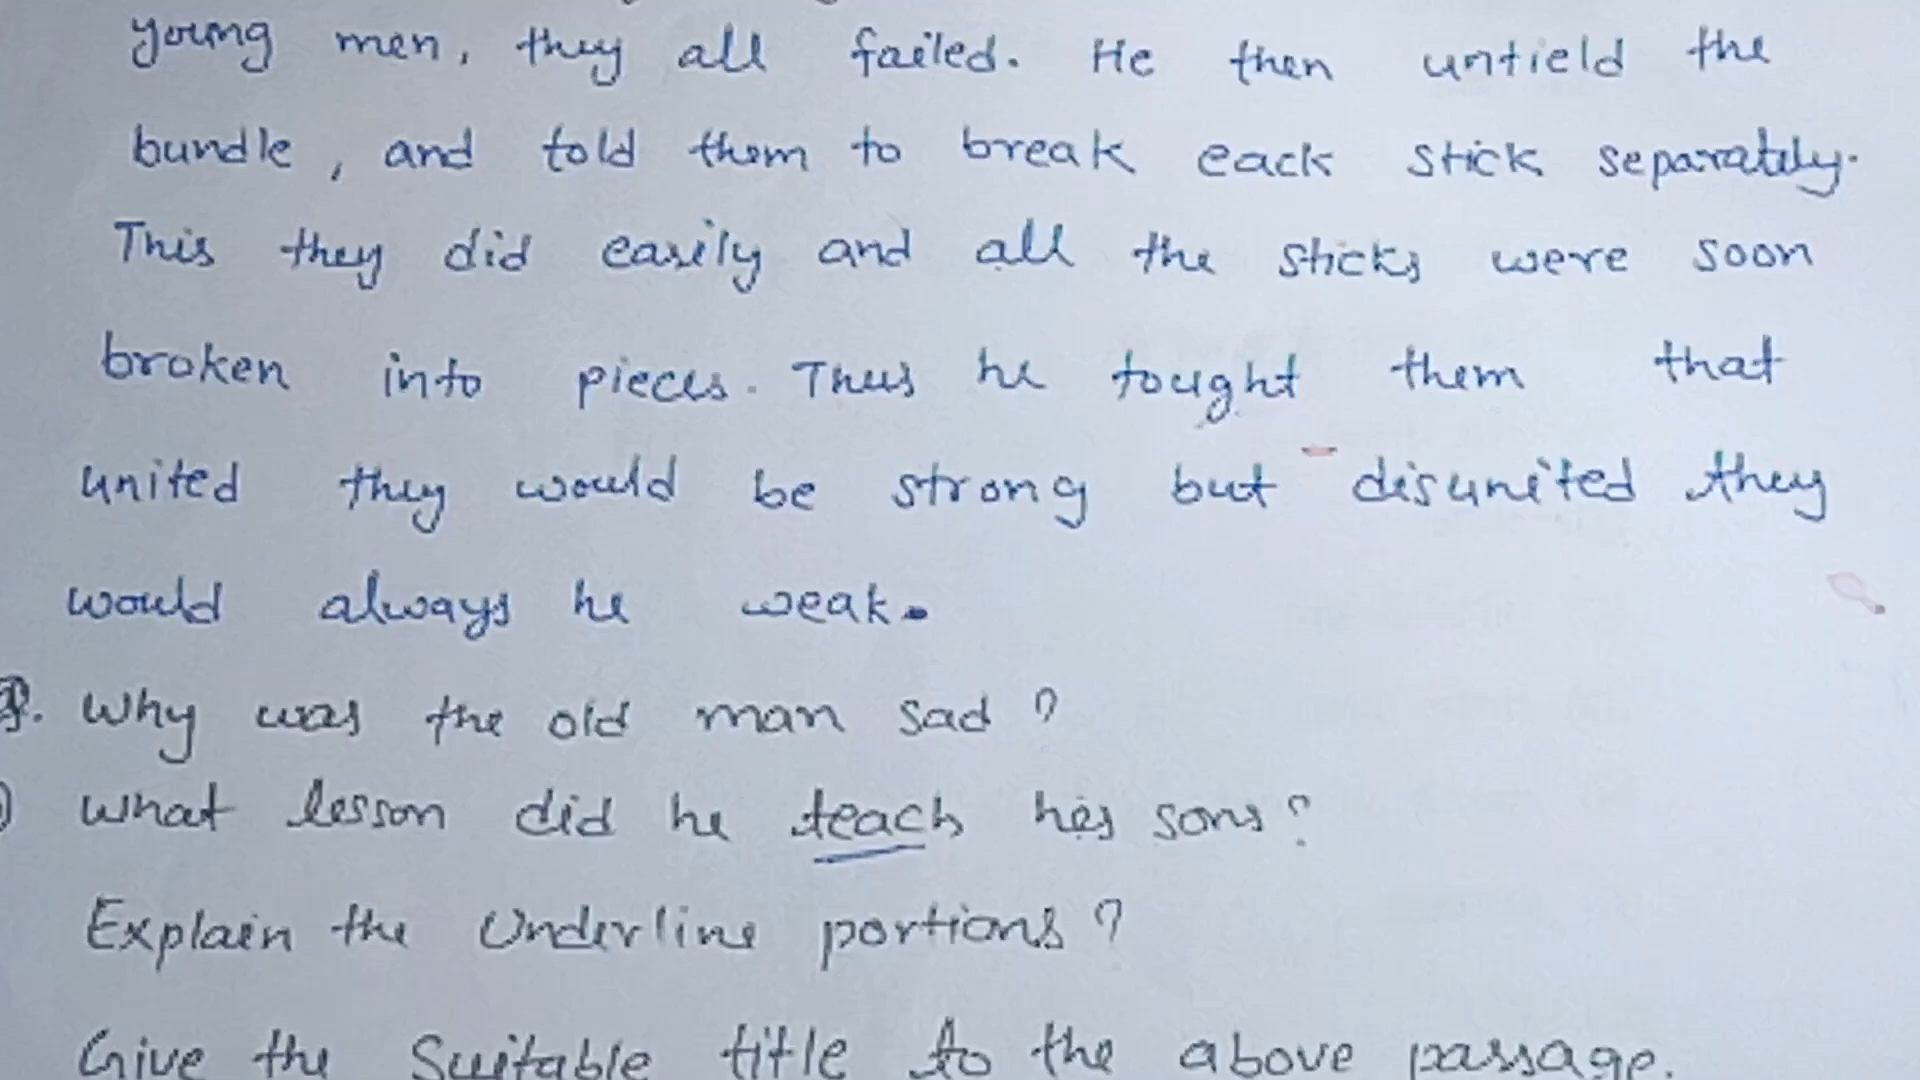 young men, they all failed. He then untield the
bundle, and told them to break eack stick separately.
This they did easily and all the sticks were soon
broken into pieces. Thus he tought them that
united they would be strong but disunited they
would always he weak.
Why was the old man sad?
What lesson did he teach his sons?
Explain the Underline portions?
Give the Suitable title to the above passage.